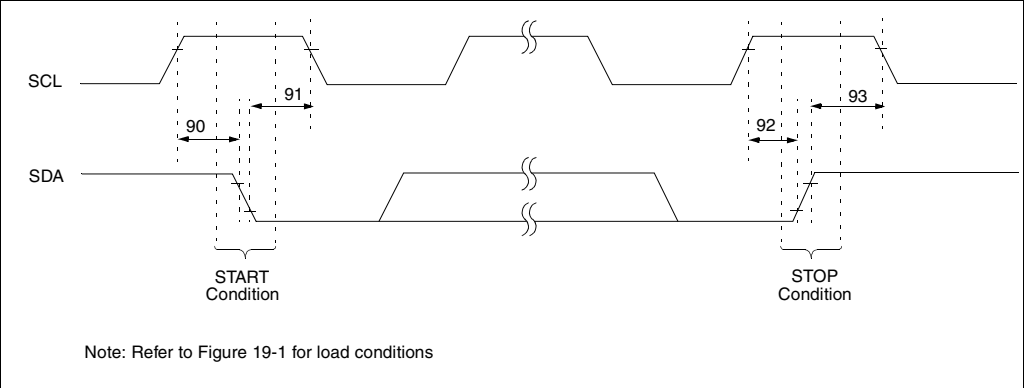 SCL
91
93
90
92
SDA
START
Condition
STOP
Condition
Note: Refer to Figure 19-1 for load conditions